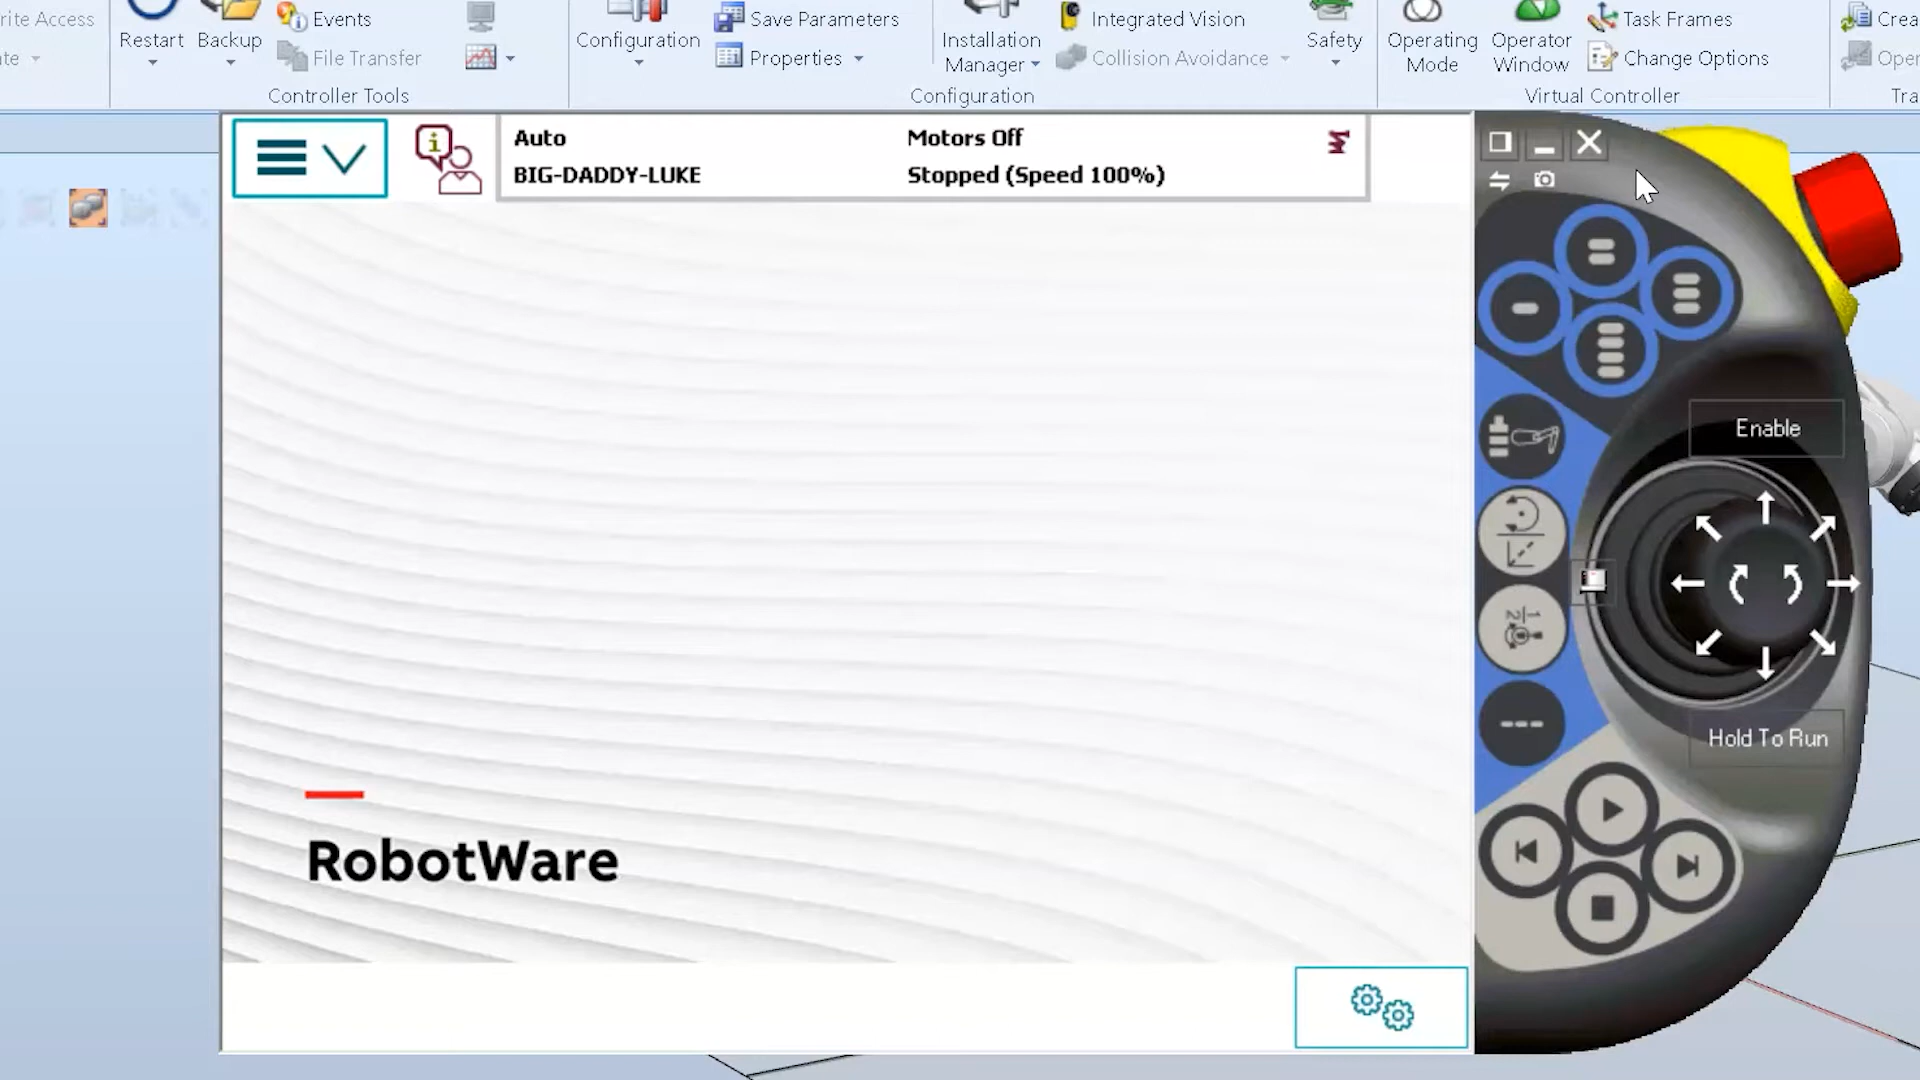 rite Access
te
Restart
Backup
Events
File Transfer
Controller Tools
Configuration
Save Parameters
Properties
Installation
Manager
Integrated Vision
Collision Avoidance
Configuration
Safety
Operating
Mode
Operator
Window
Task Frames
Change Options
Virtual Controller
Crea
Oper
Tra
Auto
BIG-DADDY-LUKE
Motors Off
Stopped (Speed 100%)
Enable
Hold To Run
RobotWare